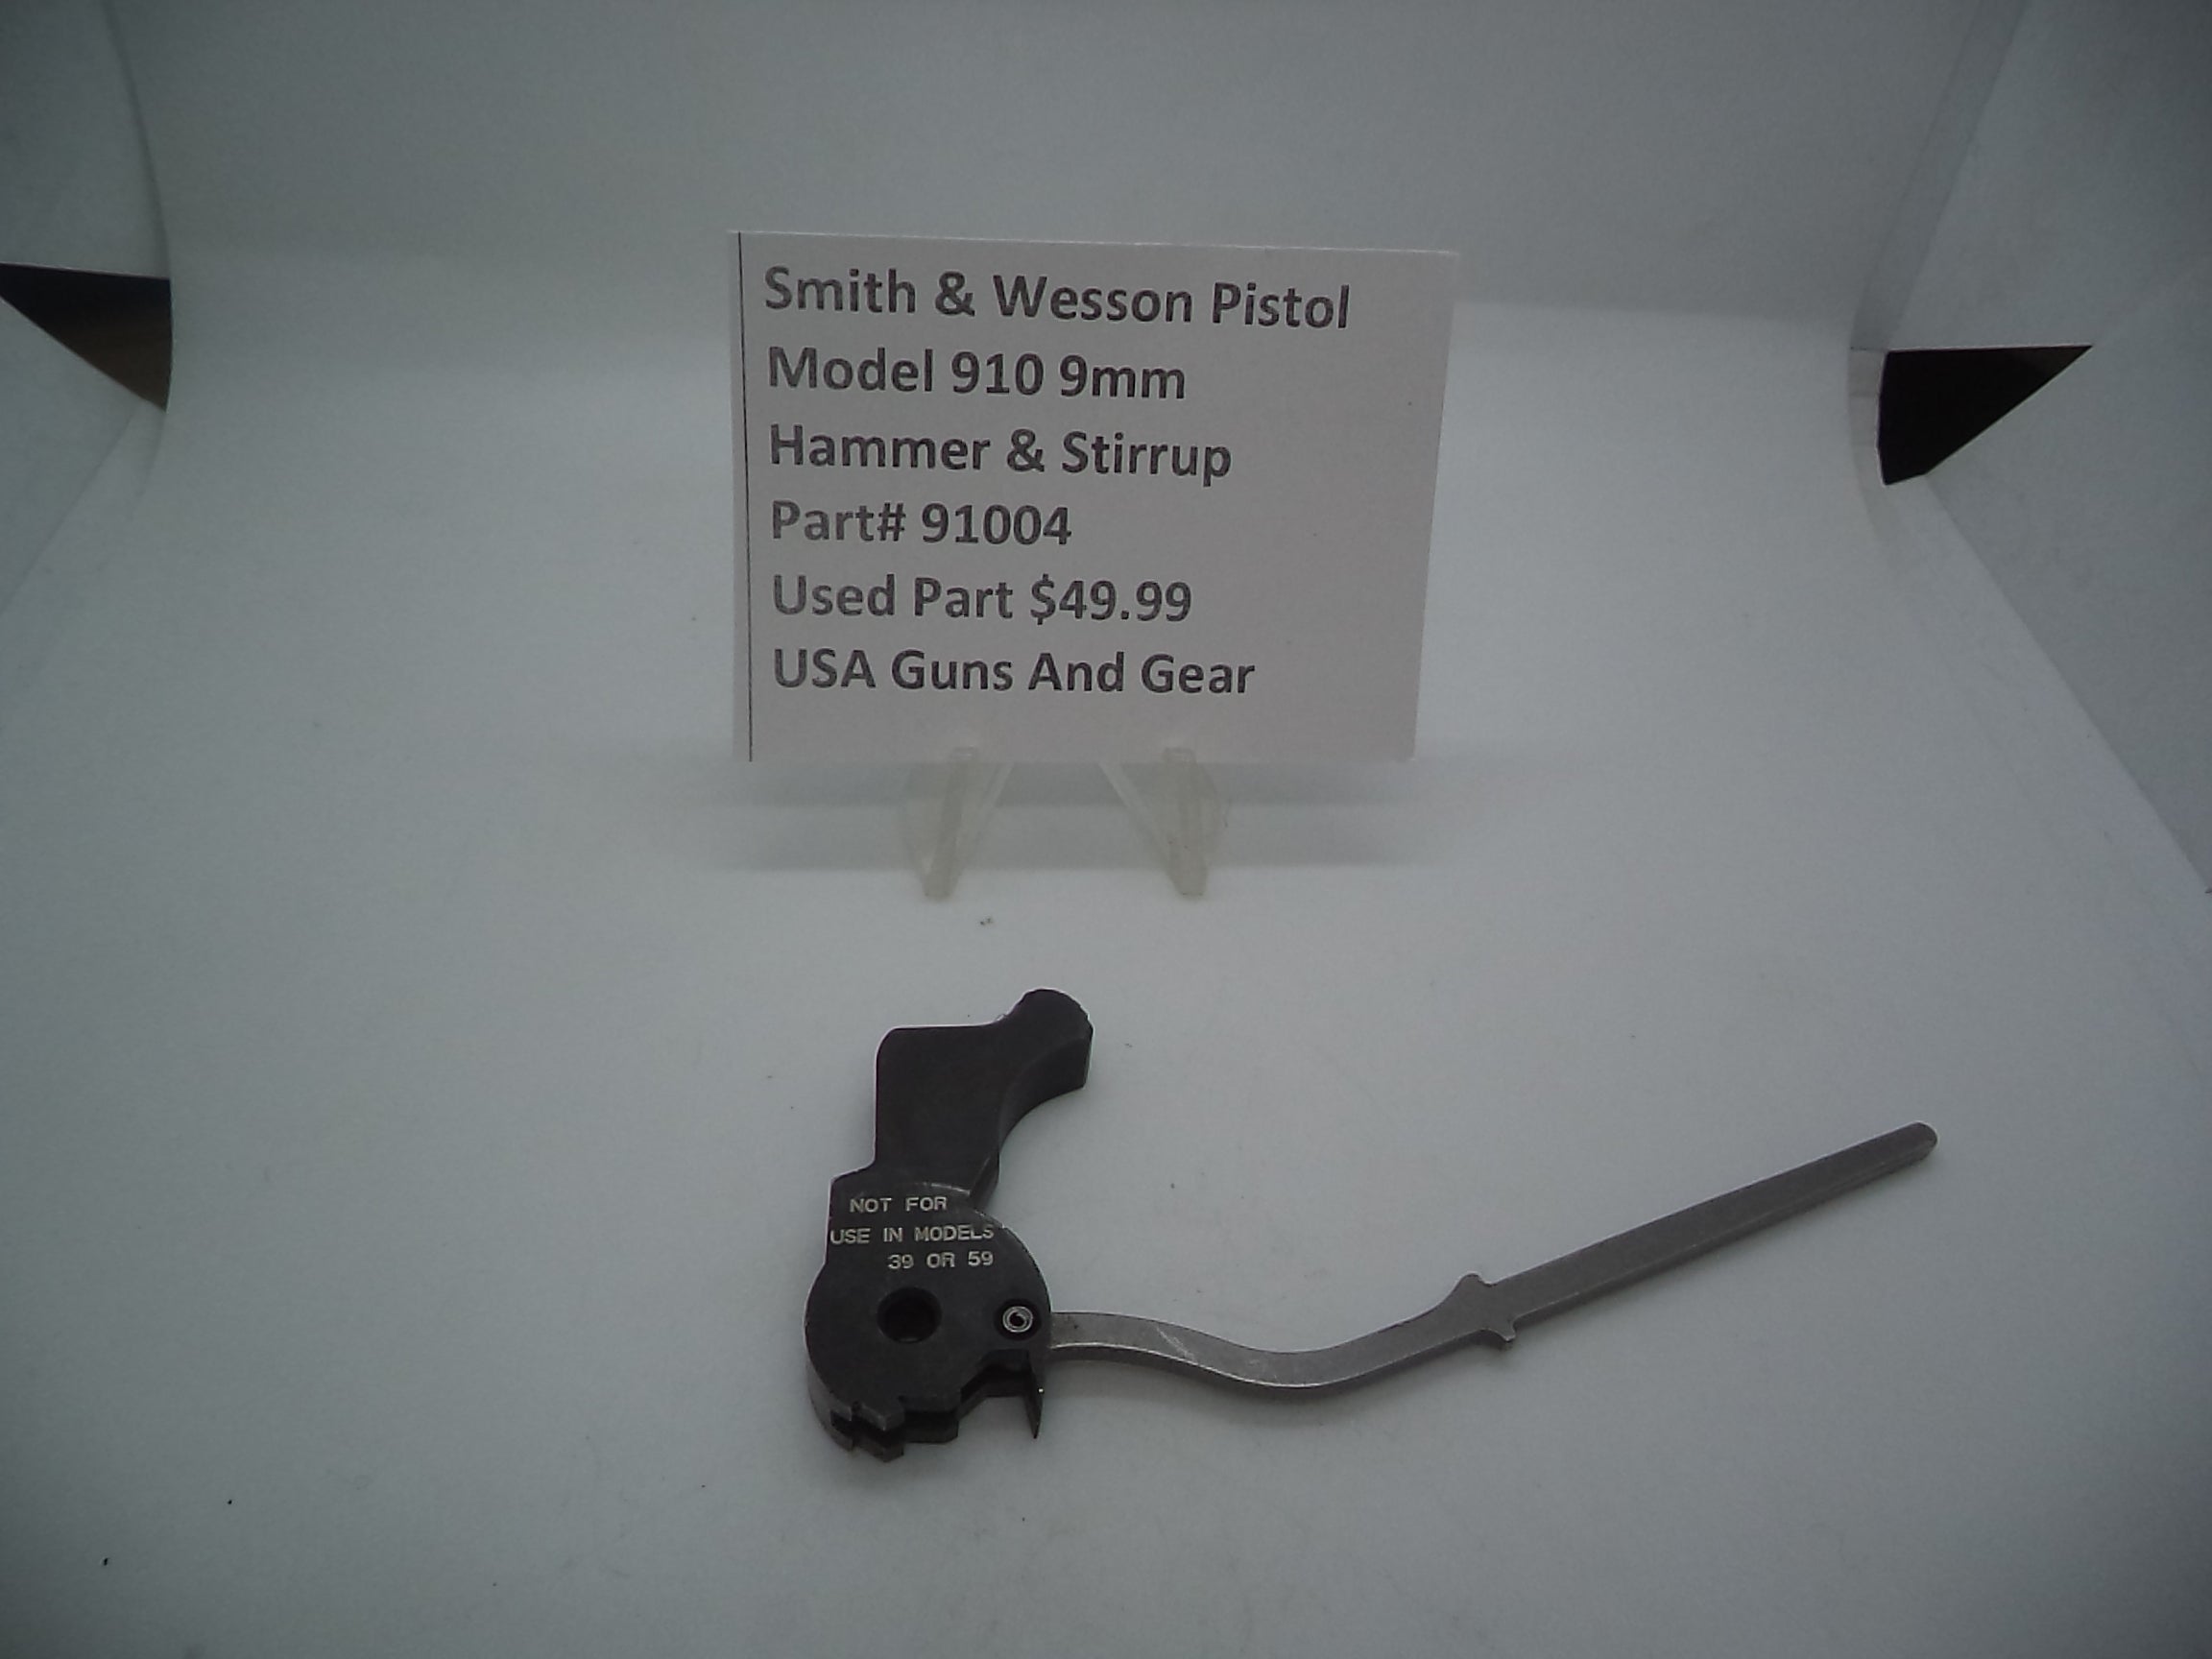 Smith & Wesson Pistol
Model 910 9mm
Hammer & Stirrup
Part# 91004
Used Part $49.99
USA Guns And Gear
NOT FOR
USE IN MODELS
39 OR 59